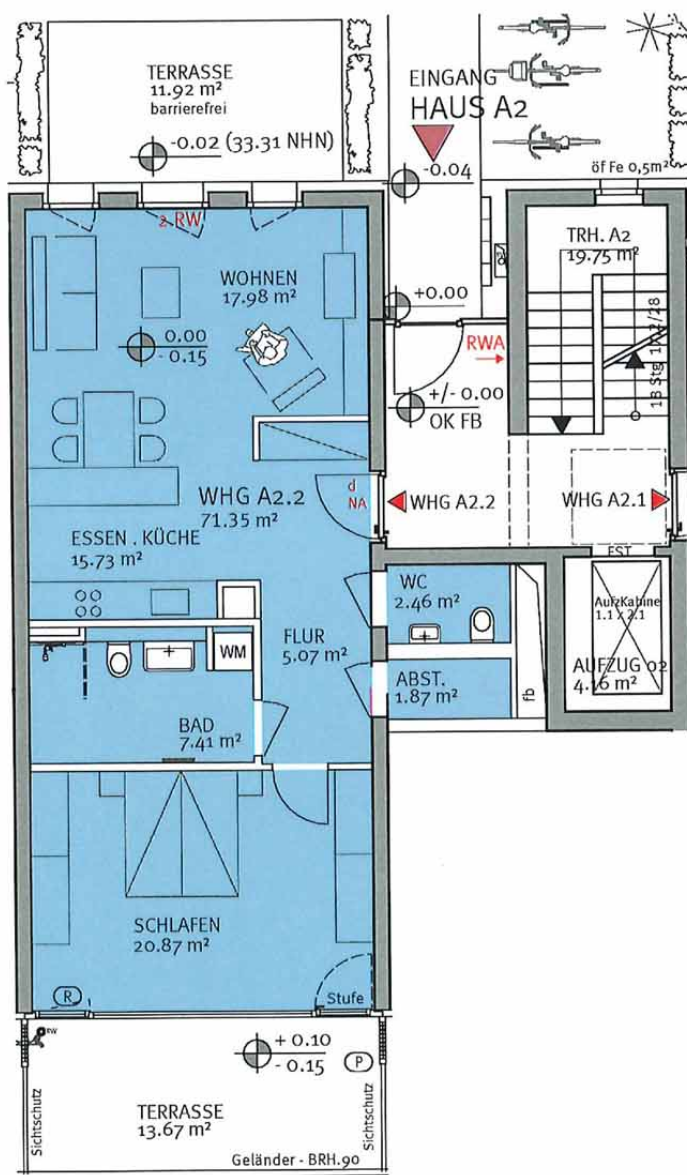 TERRASSE
11.92 m²
barrierefrei
-0.02 (33.31 NHN)
EINGANG
HAUS A2
-0.04
öf Fe 0,5m²
2 RW
WOHNEN
17.98 m²
TRH. A2
19.75 m²
+0.00
0.00
- 0.15
RWA
+/- 0.00
OK FB
d
NA
WHG A2.2
71.35 m²
WHG A2.2
WHG A2.1
ESSEN . KÜCHE
15.73 m²
EST
WC
2.46 m²
AufzKabine
AUFZUG 02
4.16 m²
FLUR
5.07 m²
WM
ABST.
1.87 m²
fb
BAD
7.41 m²
SCHLAFEN
20.87 m²
R
Stufe
+ 0.10
- 0.15
P
Sichtschutz
Sichtschutz
TERRASSE
13.67 m²
Geländer - BRH.90